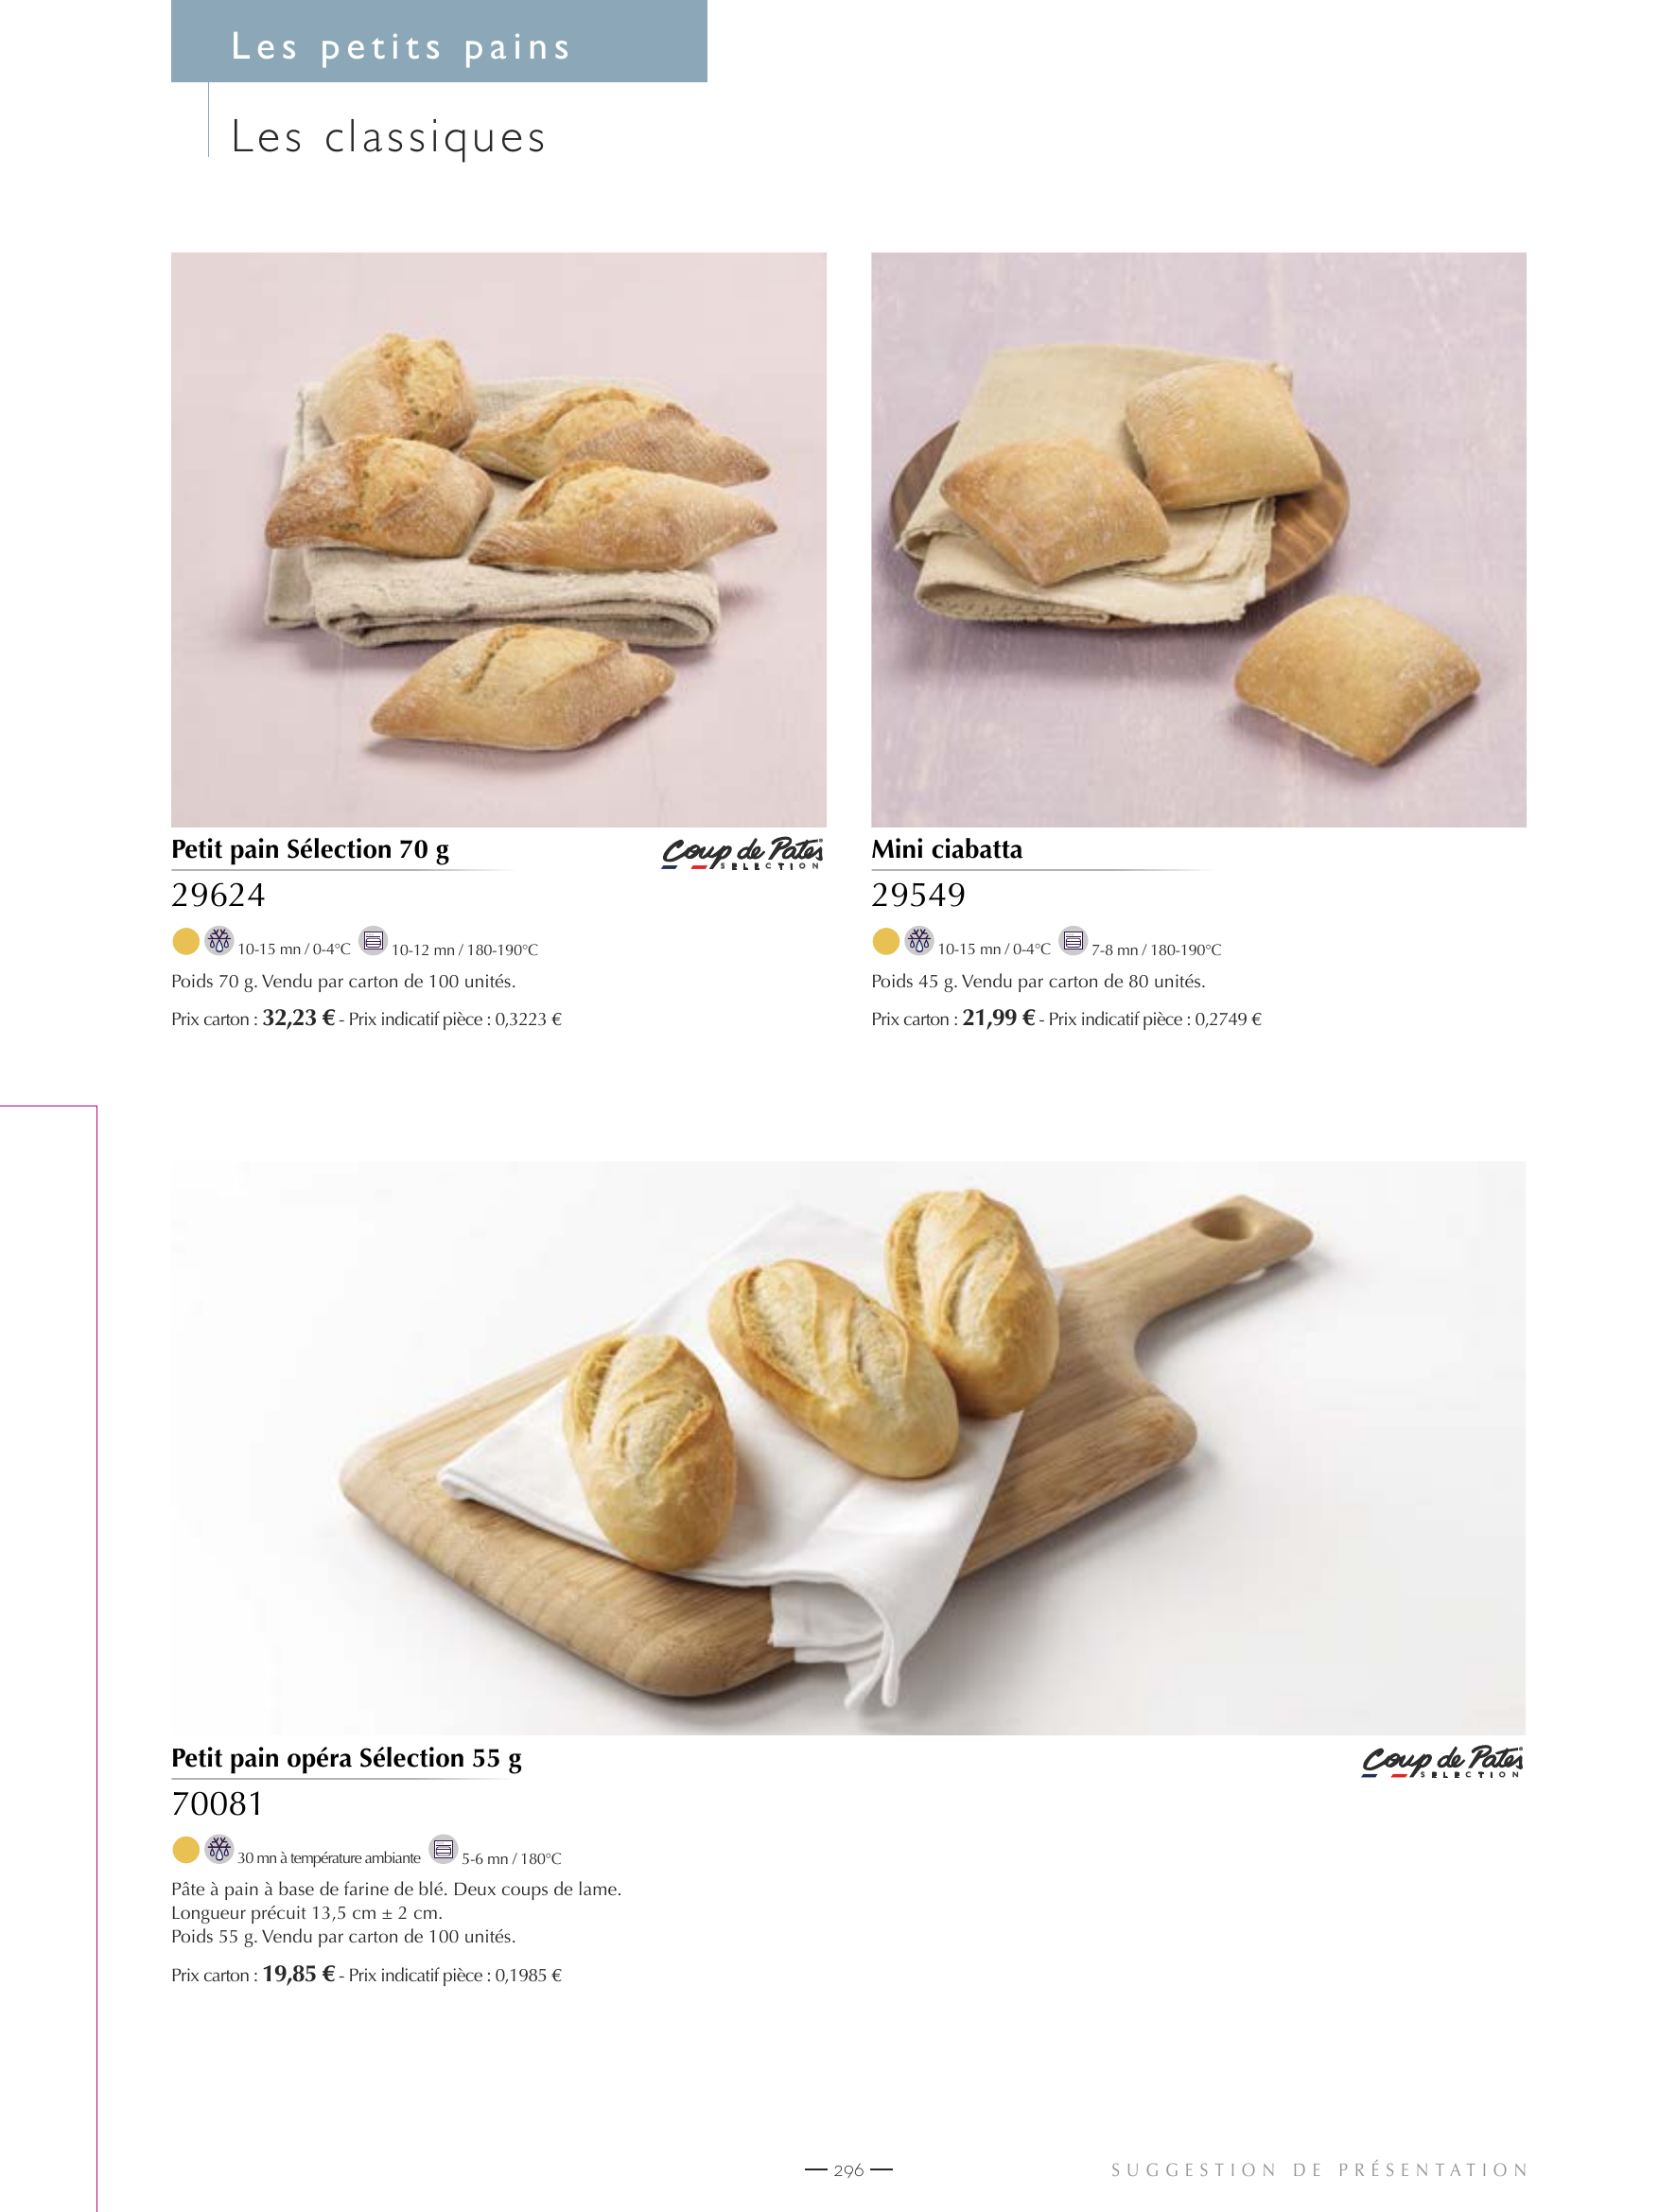 Les petits pains
Les classiques
Petit pain Sélection 70 g
Coup de Pates
SELECTION
29624
10-15 mn / 0-4°C 10-12 mn / 180-190°C
Poids 70 g. Vendu par carton de 100 unités.
Prix carton : 32,23 € - Prix indicatif pièce : 0,3223 €
Mini ciabatta
29549
10-15 mn / 0-4°C 7-8 mn / 180-190°C
Poids 45 g. Vendu par carton de 80 unités.
Prix carton : 21,99 € - Prix indicatif pièce : 0,2749 €
Petit pain opéra Sélection 55 g
Coup de Pates
SELECTION
70081
30 mn à température ambiante 5-6 mn / 180°C
Pâte à pain à base de farine de blé. Deux coups de lame.
Longueur précuit 13,5 cm ± 2 cm.
Poids 55 g. Vendu par carton de 100 unités.
Prix carton : 19,85 € - Prix indicatif pièce : 0,1985 €
296
SUGGESTION DE PRÉSENTATION